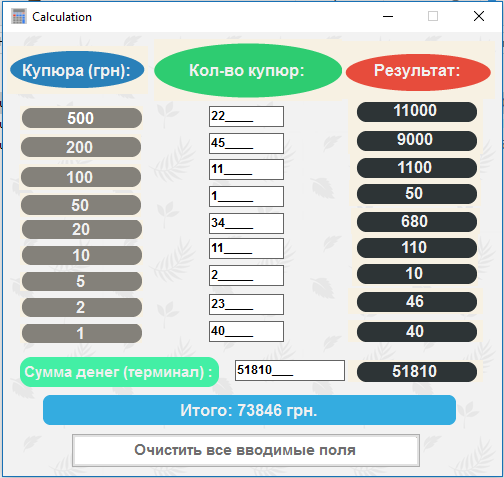 Calculation
Купюра (грн): Кол-во купюр: Результат:
500 22____ 11000
200 45____ 9000
100 11____ 1100
50 1_____ 50
20 34____ 680
10 11____ 110
5 2_____ 10
2 23____ 46
1 40____ 40
Сумма денег (терминал) : 51810___ 51810
Итого: 73846 грн.
Очистить все вводимые поля